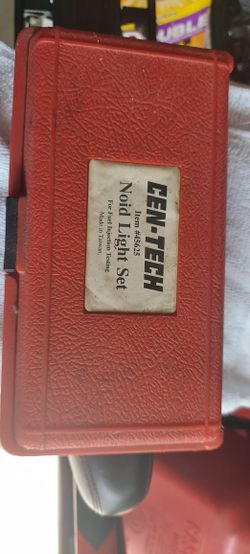 CEN-TECH
Item #45625
Noid Light Set
For Fuel Injection Testing
Made in Taiwan.